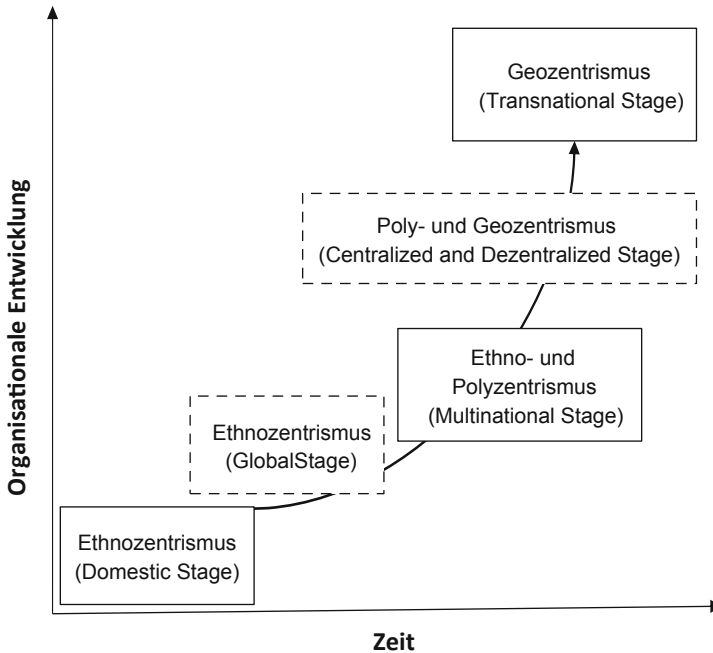 Geozentrismus
(Transnational Stage)
Poly- und Geozentrismus
(Centralized and Dezentralized Stage)
Ethno- und
Polyzentrismus
(Multinational Stage)
Ethnozentrismus
(GlobalStage)
Ethnozentrismus
(Domestic Stage)
Organisationale Entwicklung
Zeit